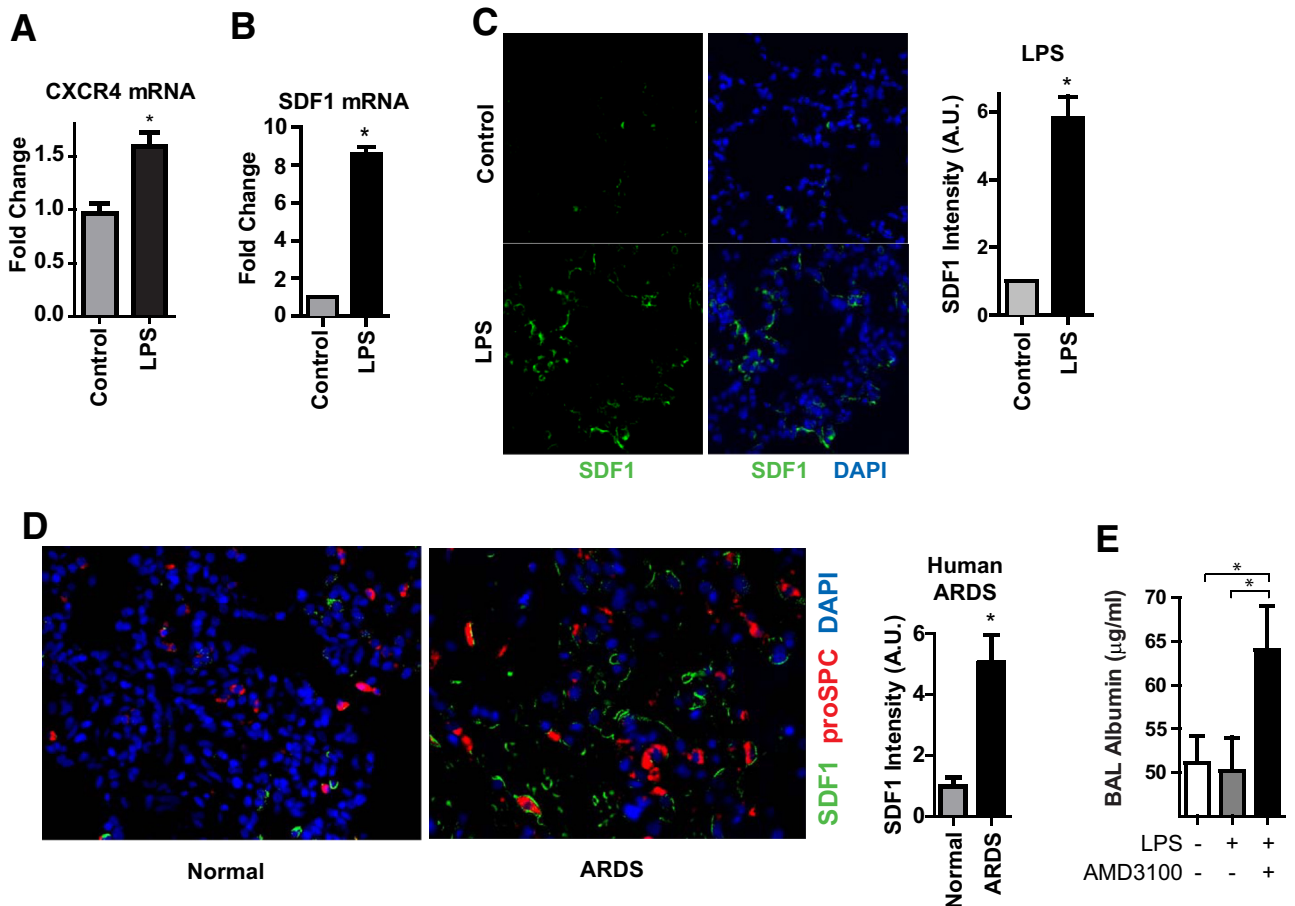 A
CXCR4 mRNA
*
Fold Change
1.5
1.0
0.5
0.0
Control
LPS
B
SDF1 mRNA
*
Fold Change
10
8
6
4
2
0
Control
LPS
C
Control
LPS
SDF1
SDF1 DAPI
LPS
*
SDF1 Intensity (A.U.)
6
4
2
0
Control
LPS
D
Normal
ARDS
SDF1 proSPC DAPI
Human
ARDS
*
SDF1 Intensity (A.U.)
6
4
2
0
Normal
ARDS
E
*
*
BAL Albumin (µg/ml)
70
65
60
55
50
LPS - + +
AMD3100 - - +